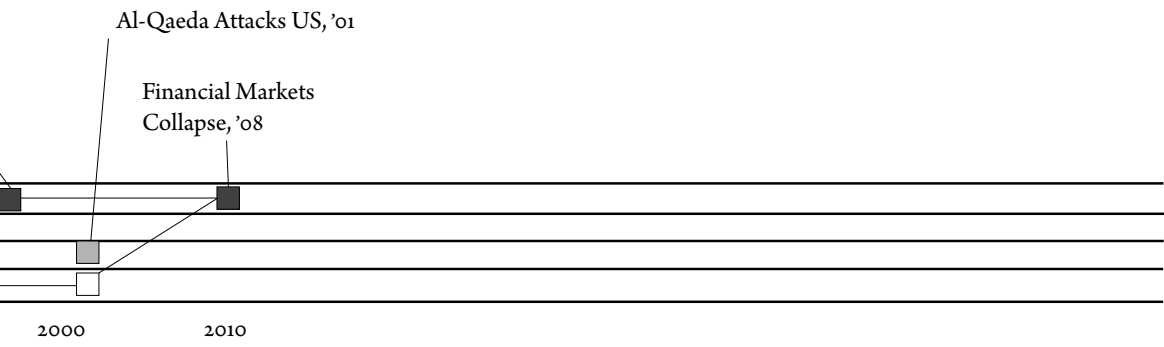 Al-Qaeda Attacks US, ’01
Financial Markets
Collapse, ’08
2000
2010